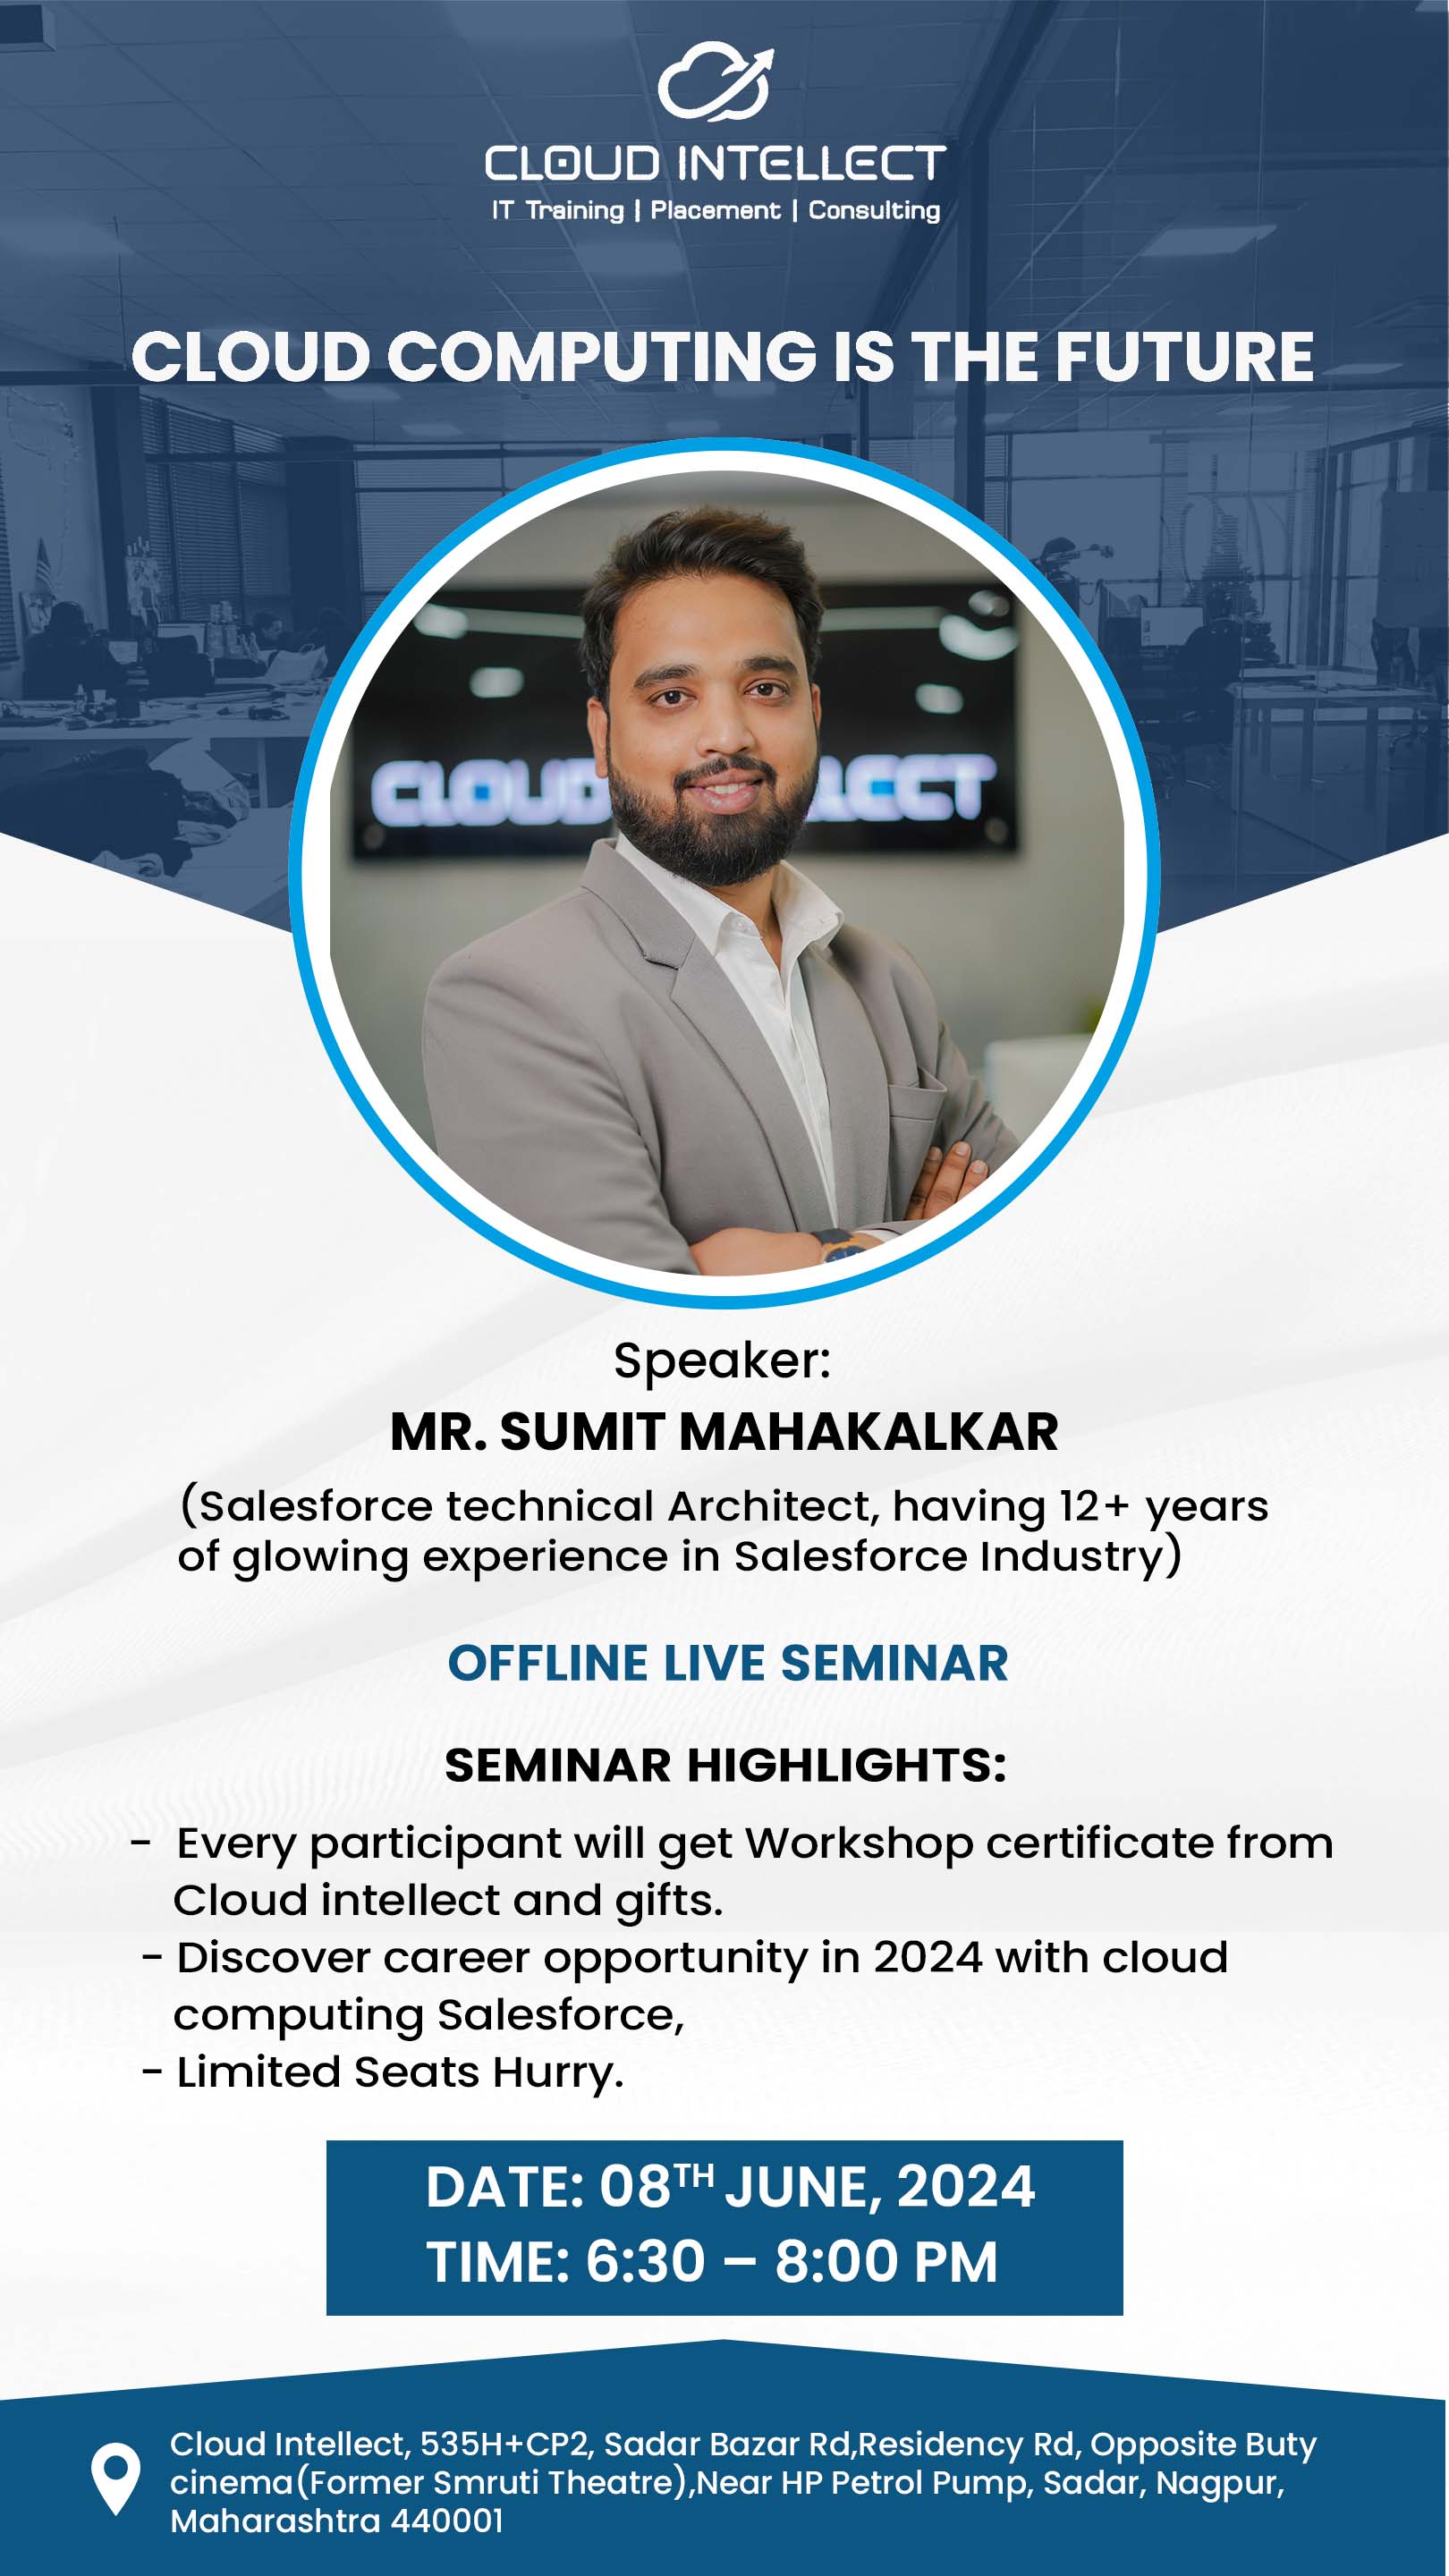 CLOUD INTELLECT
IT Training | Placement | Consulting
CLOUD COMPUTING IS THE FUTURE
CLOUD LLECT
Speaker:
MR. SUMIT MAHAKALKAR
(Salesforce technical Architect, having 12+ years
of glowing experience in Salesforce Industry)
OFFLINE LIVE SEMINAR
SEMINAR HIGHLIGHTS:
- Every participant will get Workshop certificate from
Cloud intellect and gifts.
- Discover career opportunity in 2024 with cloud
computing Salesforce,
- Limited Seats Hurry.
DATE: 08TH JUNE, 2024
TIME: 6:30 – 8:00 PM
Cloud Intellect, 535H+CP2, Sadar Bazar Rd,Residency Rd, Opposite Buty
cinema(Former Smruti Theatre),Near HP Petrol Pump, Sadar, Nagpur,
Maharashtra 440001